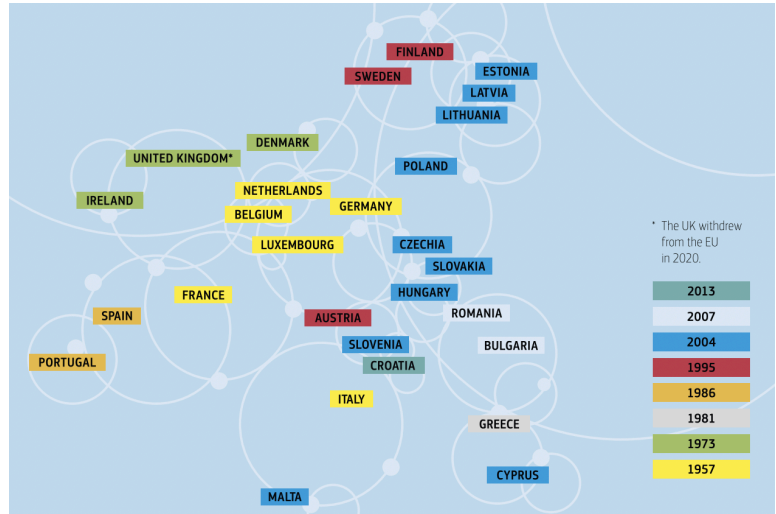 FINLAND
SWEDEN
ESTONIA
LATVIA
LITHUANIA
DENMARK
UNITED KINGDOM*
POLAND
IRELAND
NETHERLANDS
GERMANY
BELGIUM
LUXEMBOURG
CZECHIA
SLOVAKIA
FRANCE
HUNGARY
SPAIN
AUSTRIA
ROMANIA
SLOVENIA
BULGARIA
PORTUGAL
CROATIA
ITALY
GREECE
CYPRUS
MALTA
* The UK withdrew
from the EU
in 2020.
2013
2007
2004
1995
1986
1981
1973
1957